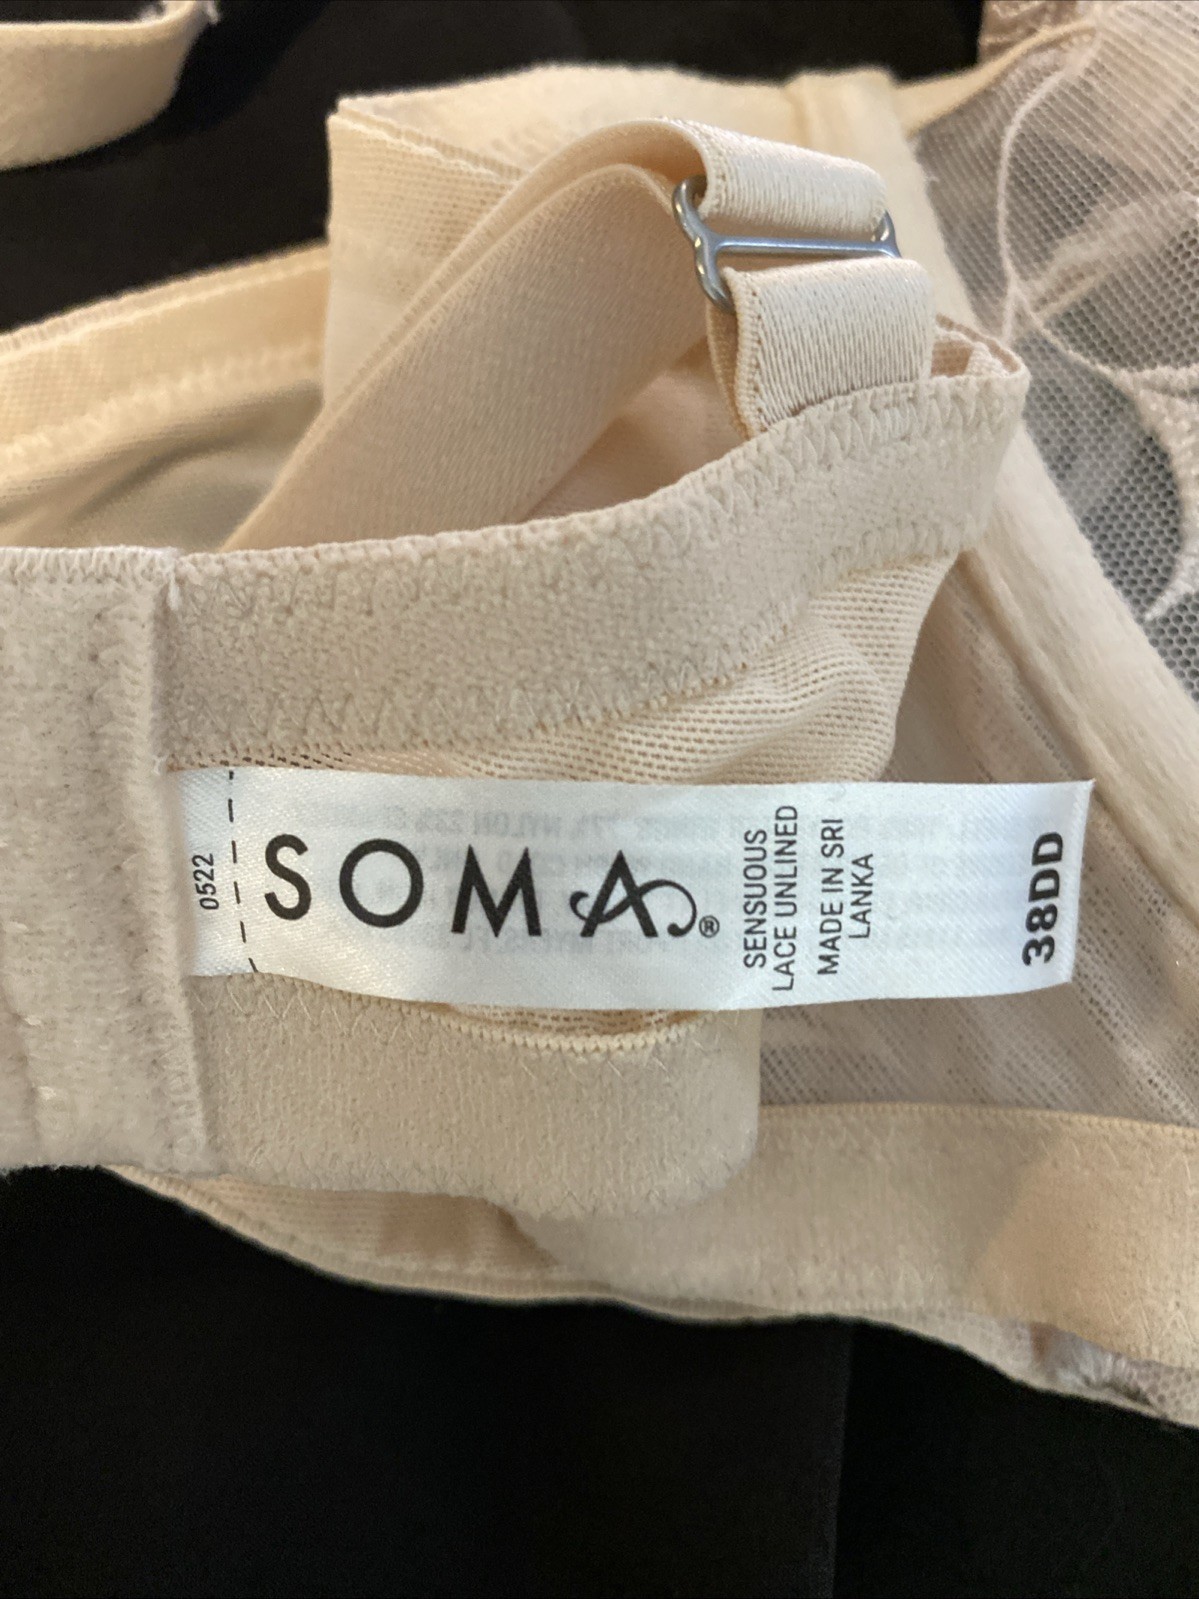 0522
SOMA®
SENSUOUS
LACE UNLINED
MADE IN SRI
LANKA
38DD